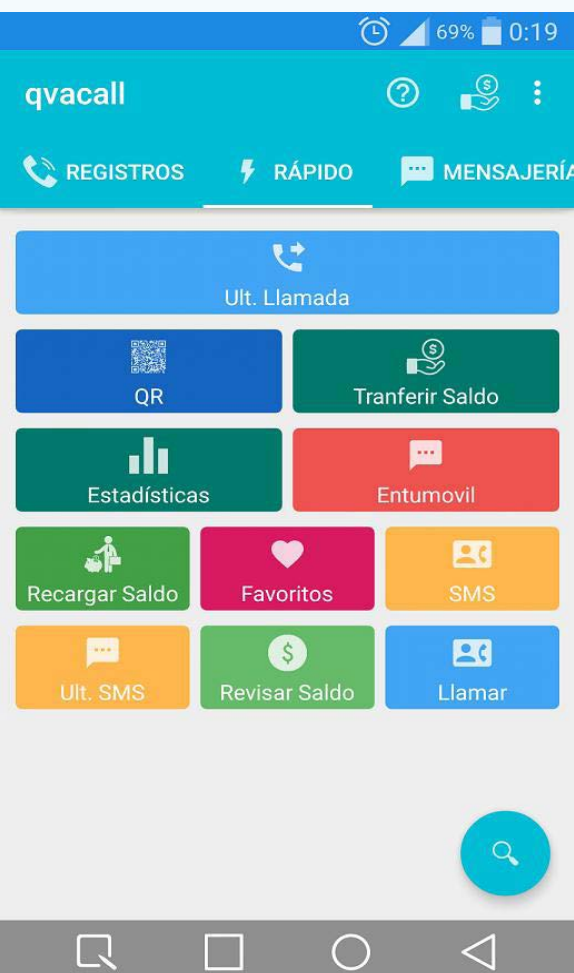 69% 0:19
qvacall
REGISTROS RÁPIDO MENSAJERÍA
Ult. Llamada
QR Tranferir Saldo
Estadísticas Entumovil
Recargar Saldo Favoritos SMS
Ult. SMS Revisar Saldo Llamar